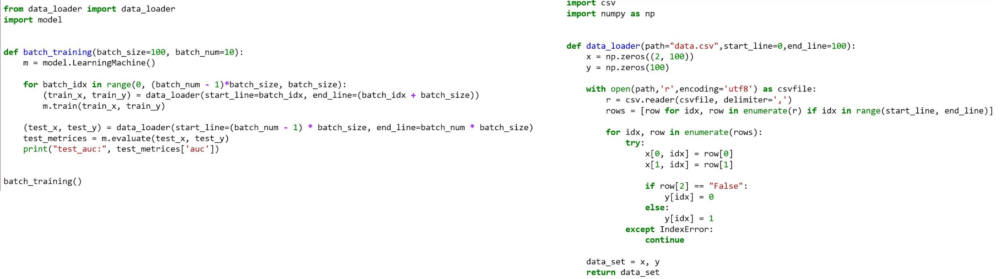 from data_loader import data_loader
import model
def batch_training(batch_size=100, batch_num=10):
    m = model.LearningMachine()
    for batch_idx in range(0, (batch_num - 1)*batch_size, batch_size):
        (train_x, train_y) = data_loader(start_line=batch_idx, end_line=(batch_idx + batch_size))
        m.train(train_x, train_y)
    (test_x, test_y) = data_loader(start_line=(batch_num - 1) * batch_size, end_line=batch_num * batch_size)
    test_metrices = m.evaluate(test_x, test_y)
    print("test_auc:", test_metrices['auc'])
batch_training()
import csv
import numpy as np
def data_loader(path="data.csv",start_line=0,end_line=100):
    x = np.zeros((2, 100))
    y = np.zeros(100)
    with open(path,'r',encoding='utf8') as csvfile:
        r = csv.reader(csvfile, delimiter=',')
        rows = [row for idx, row in enumerate(r) if idx in range(start_line, end_line)]
        for idx, row in enumerate(rows):
            try:
                x[0, idx] = row[0]
                x[1, idx] = row[1]
                if row[2] == "False":
                    y[idx] = 0
                else:
                    y[idx] = 1
            except IndexError:
                continue
    data_set = x, y
    return data_set